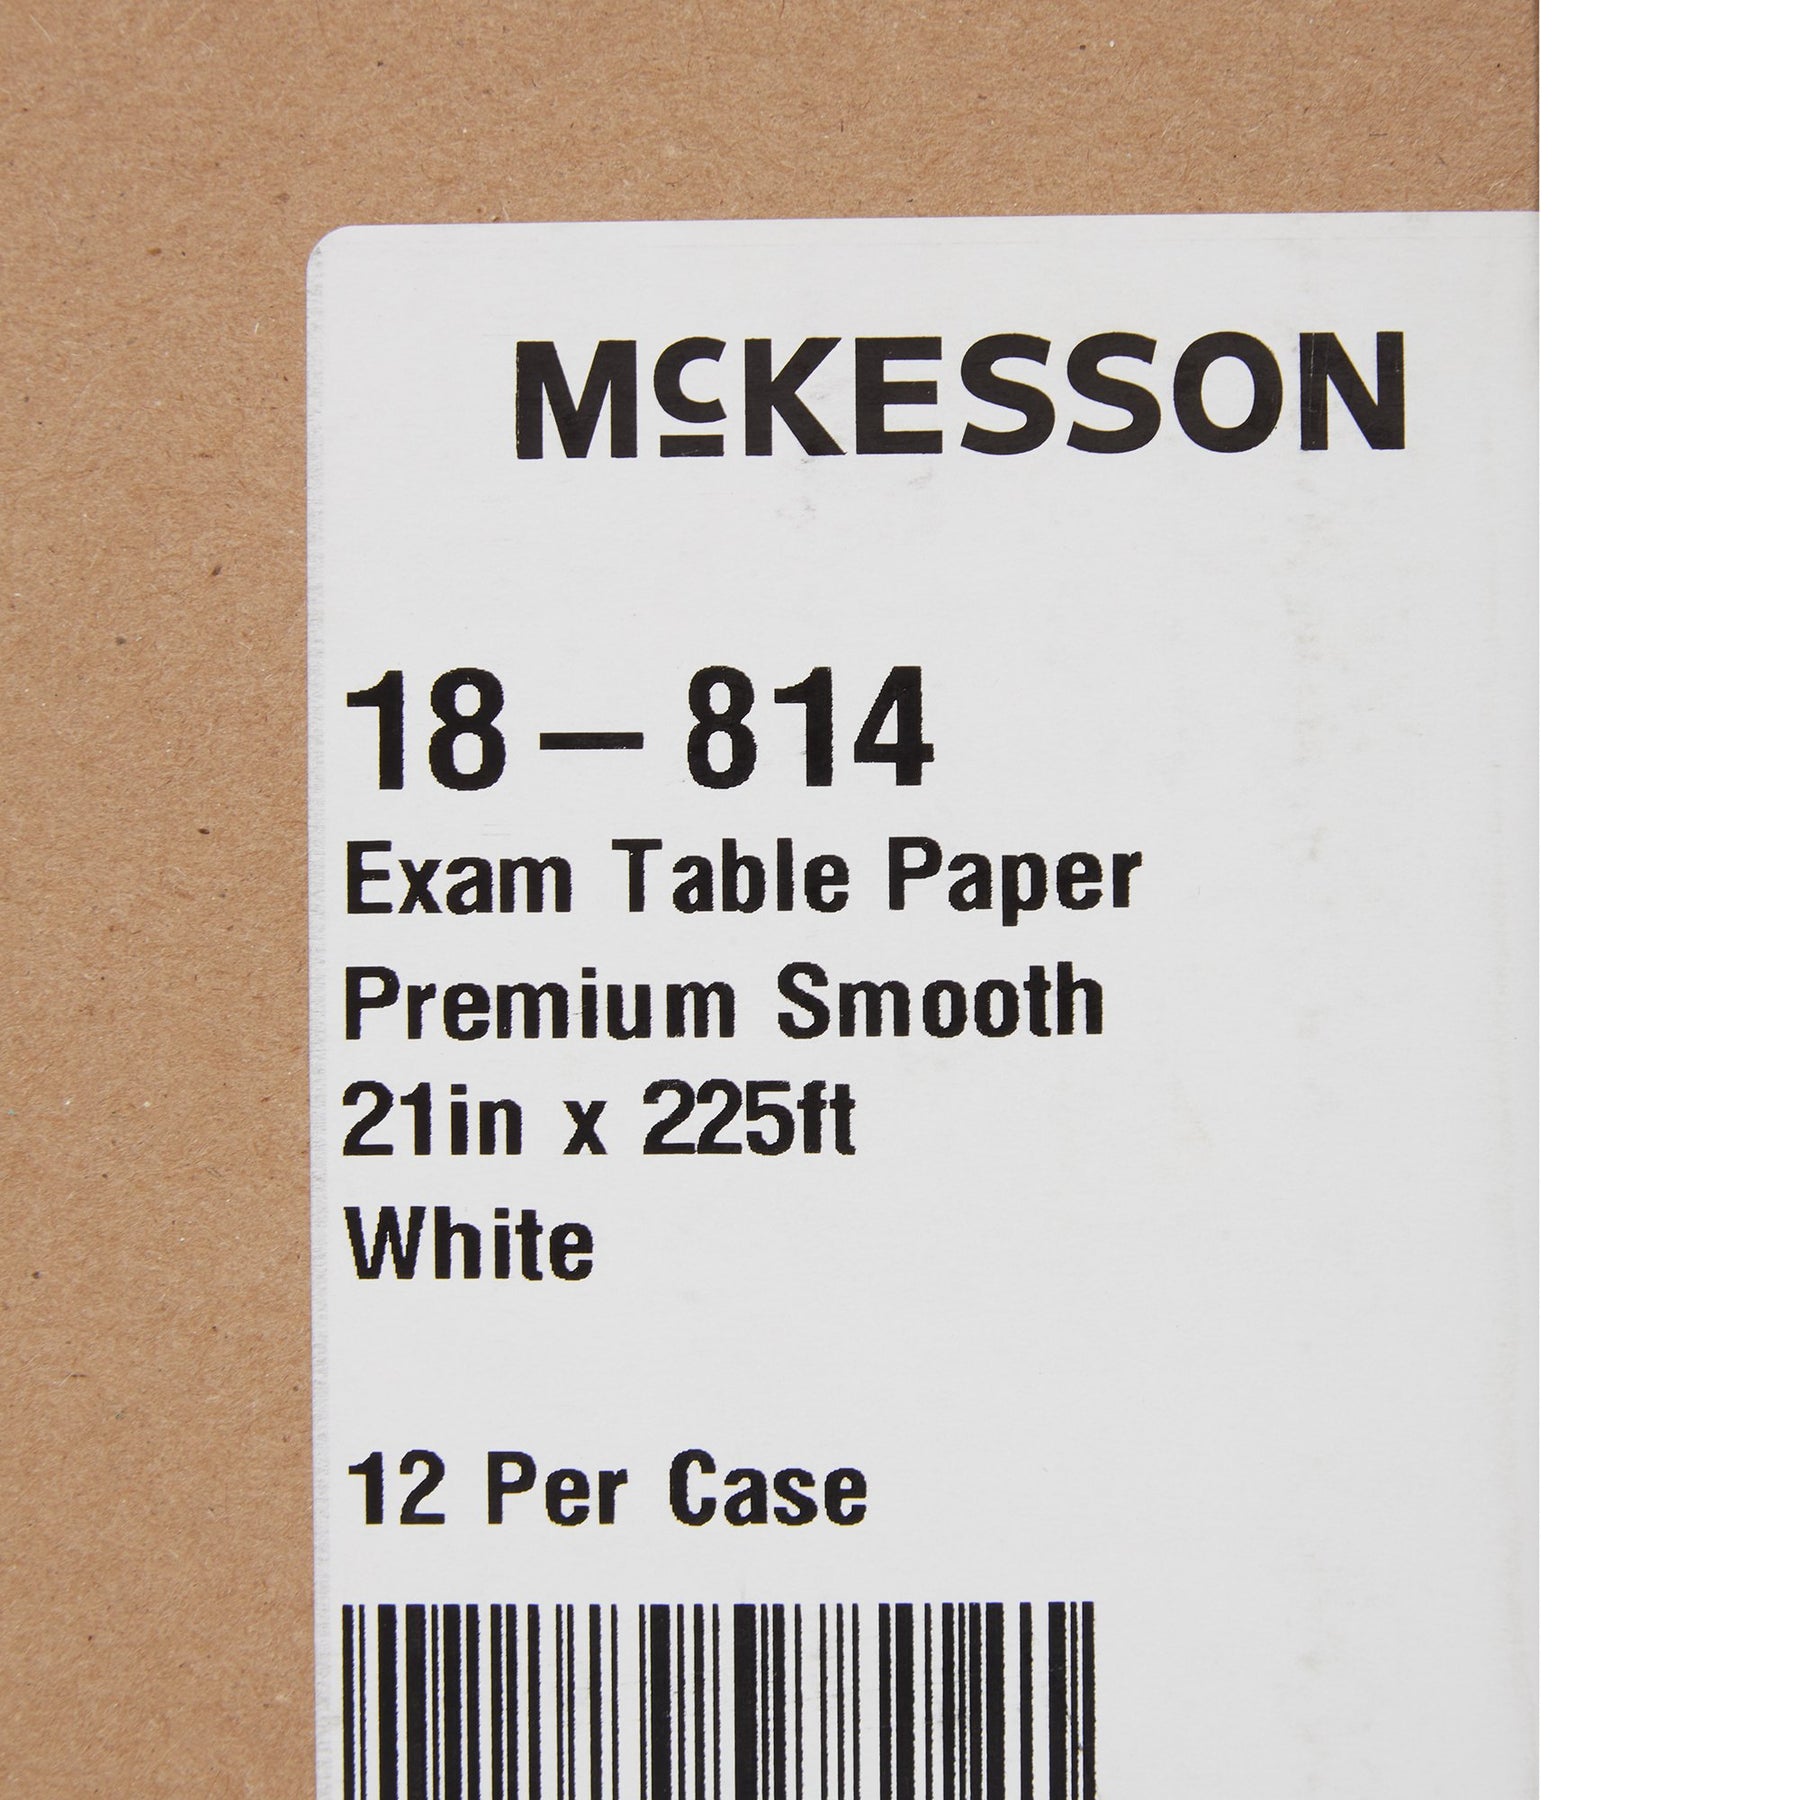 McKESSON
18-814
Exam Table Paper
Premium Smooth
21in x 225ft
White
12 Per Case